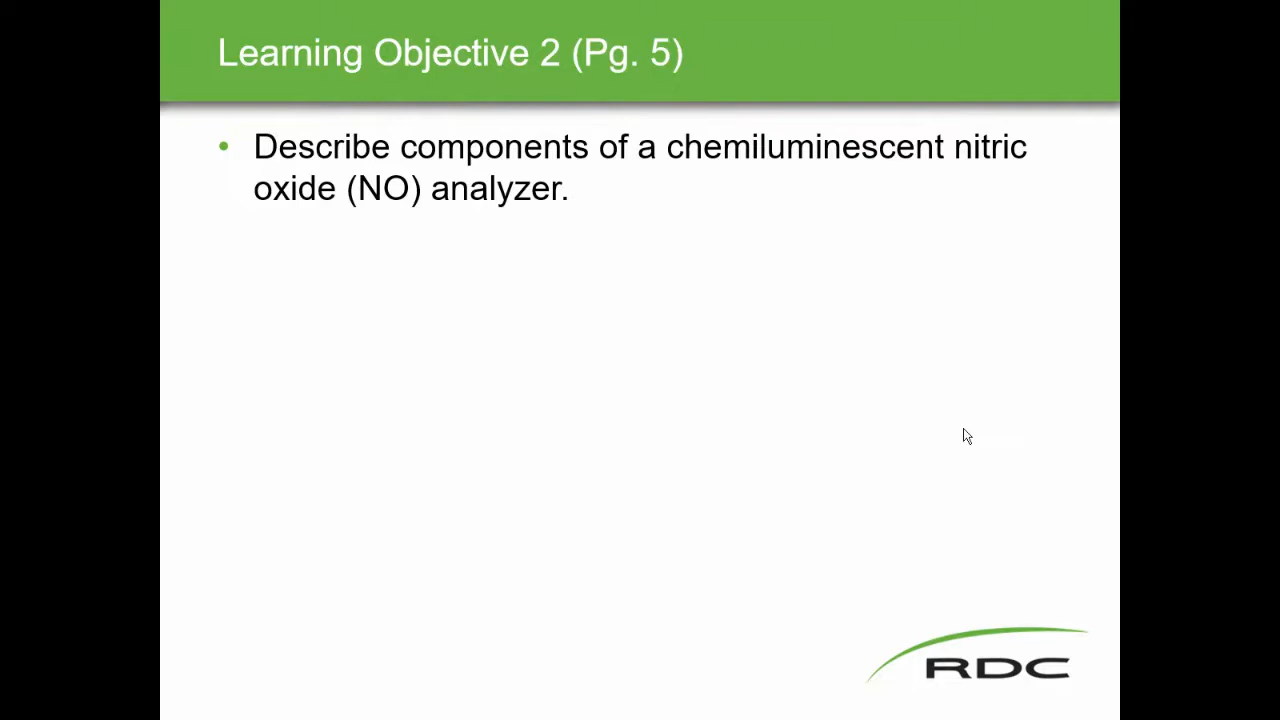 Learning Objective 2 (Pg. 5)
• Describe components of a chemiluminescent nitric
oxide (NO) analyzer.
RDC